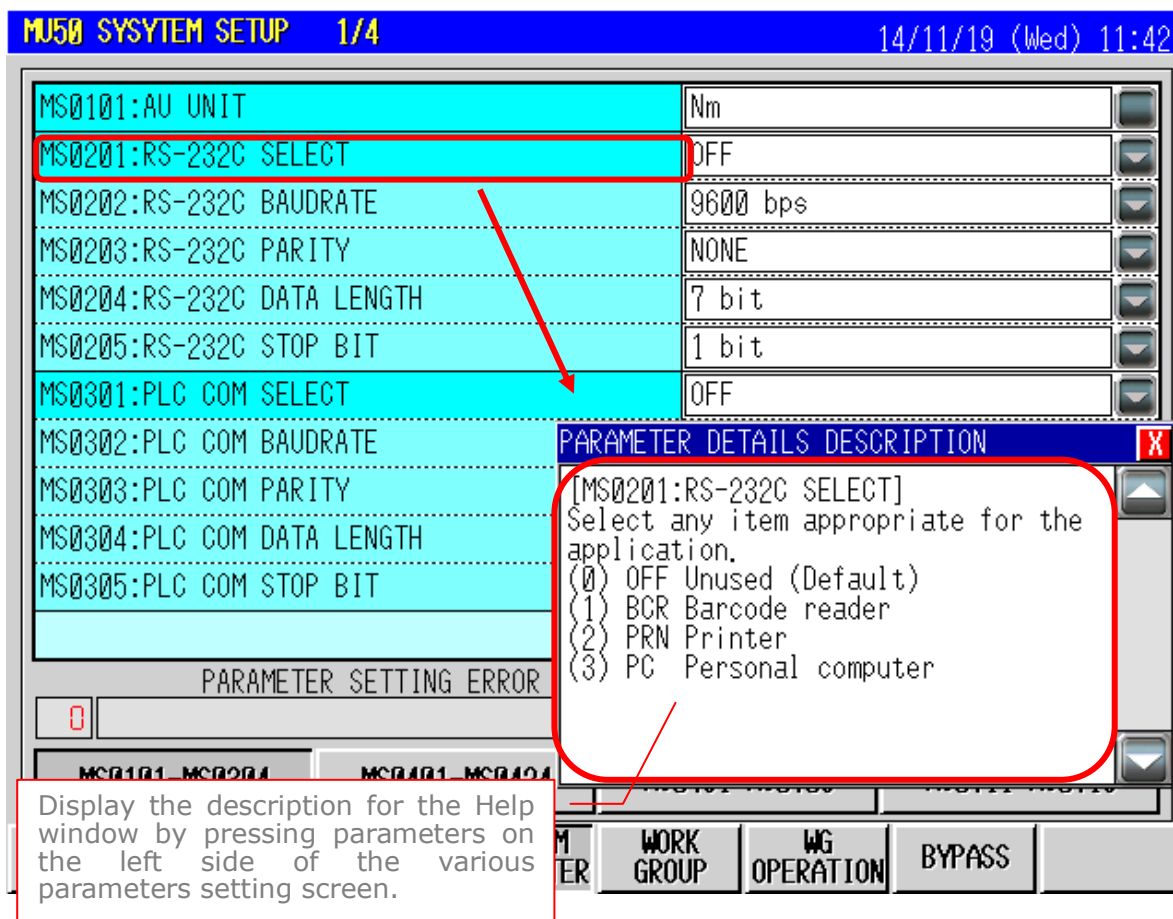 MU50 SYSYTEM SETUP 1/4
14/11/19 (Wed) 11:42
MS0101:AU UNIT Nm
MS0201:RS-232C SELECT OFF
MS0202:RS-232C BAUDRATE 9600 bps
MS0203:RS-232C PARITY NONE
MS0204:RS-232C DATA LENGTH 7 bit
MS0205:RS-232C STOP BIT 1 bit
MS0301:PLC COM SELECT OFF
MS0302:PLC COM BAUDRATE
MS0303:PLC COM PARITY
MS0304:PLC COM DATA LENGTH
MS0305:PLC COM STOP BIT
PARAMETER DETAILS DESCRIPTION X
[MS0201:RS-232C SELECT]
Select any item appropriate for the
application.
(0) OFF Unused (Default)
(1) BCR Barcode reader
(2) PRN Printer
(3) PC Personal computer
PARAMETER SETTING ERROR
0
Display the description for the Help
window by pressing parameters on
the left side of the various
parameters setting screen.
WORK
GROUP
WG
OPERATION
BYPASS